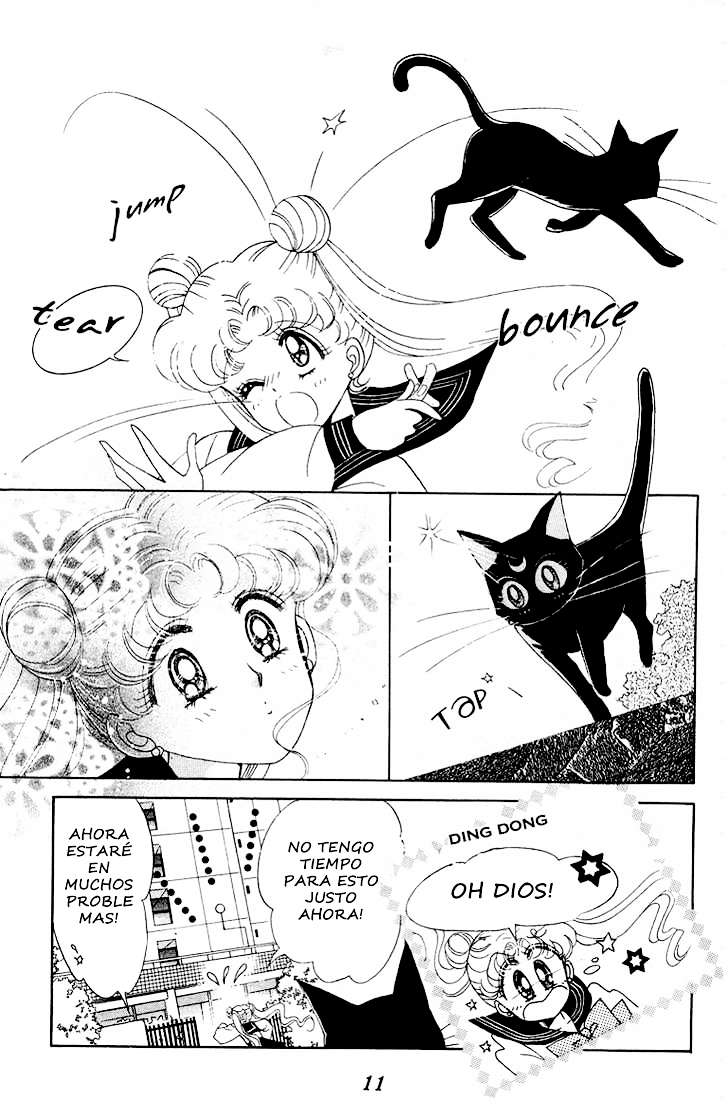 jump
tear
bounce
TAP
DING DONG
OH DIOS!
NO TENGO
TIEMPO
PARA ESTO
JUSTO
AHORA!
AHORA
ESTARÉ
EN
MUCHOS
PROBLE
MAS!
11